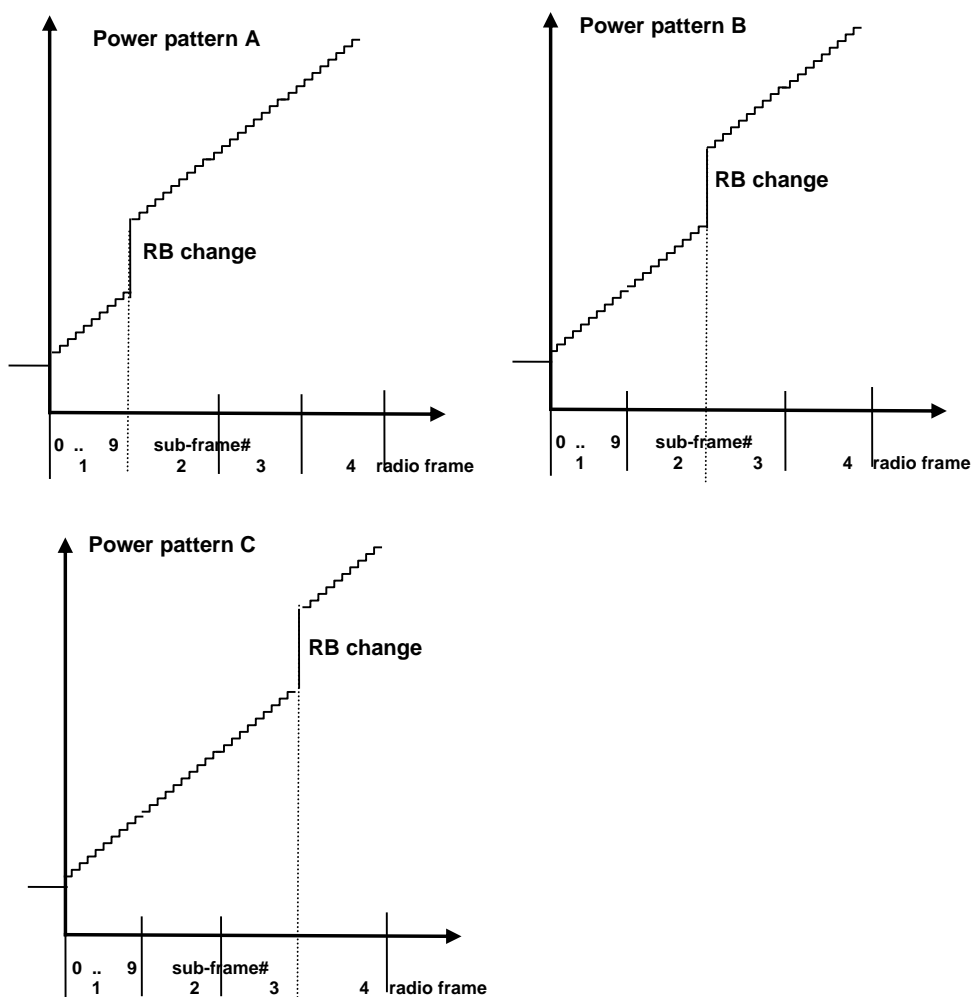 Power pattern A
RB change
0 .. 9 sub-frame#
1 2 3 4 radio frame
Power pattern B
RB change
0 .. 9 sub-frame#
1 2 3 4 radio frame
Power pattern C
RB change
0 .. 9 sub-frame#
1 2 3 4 radio frame